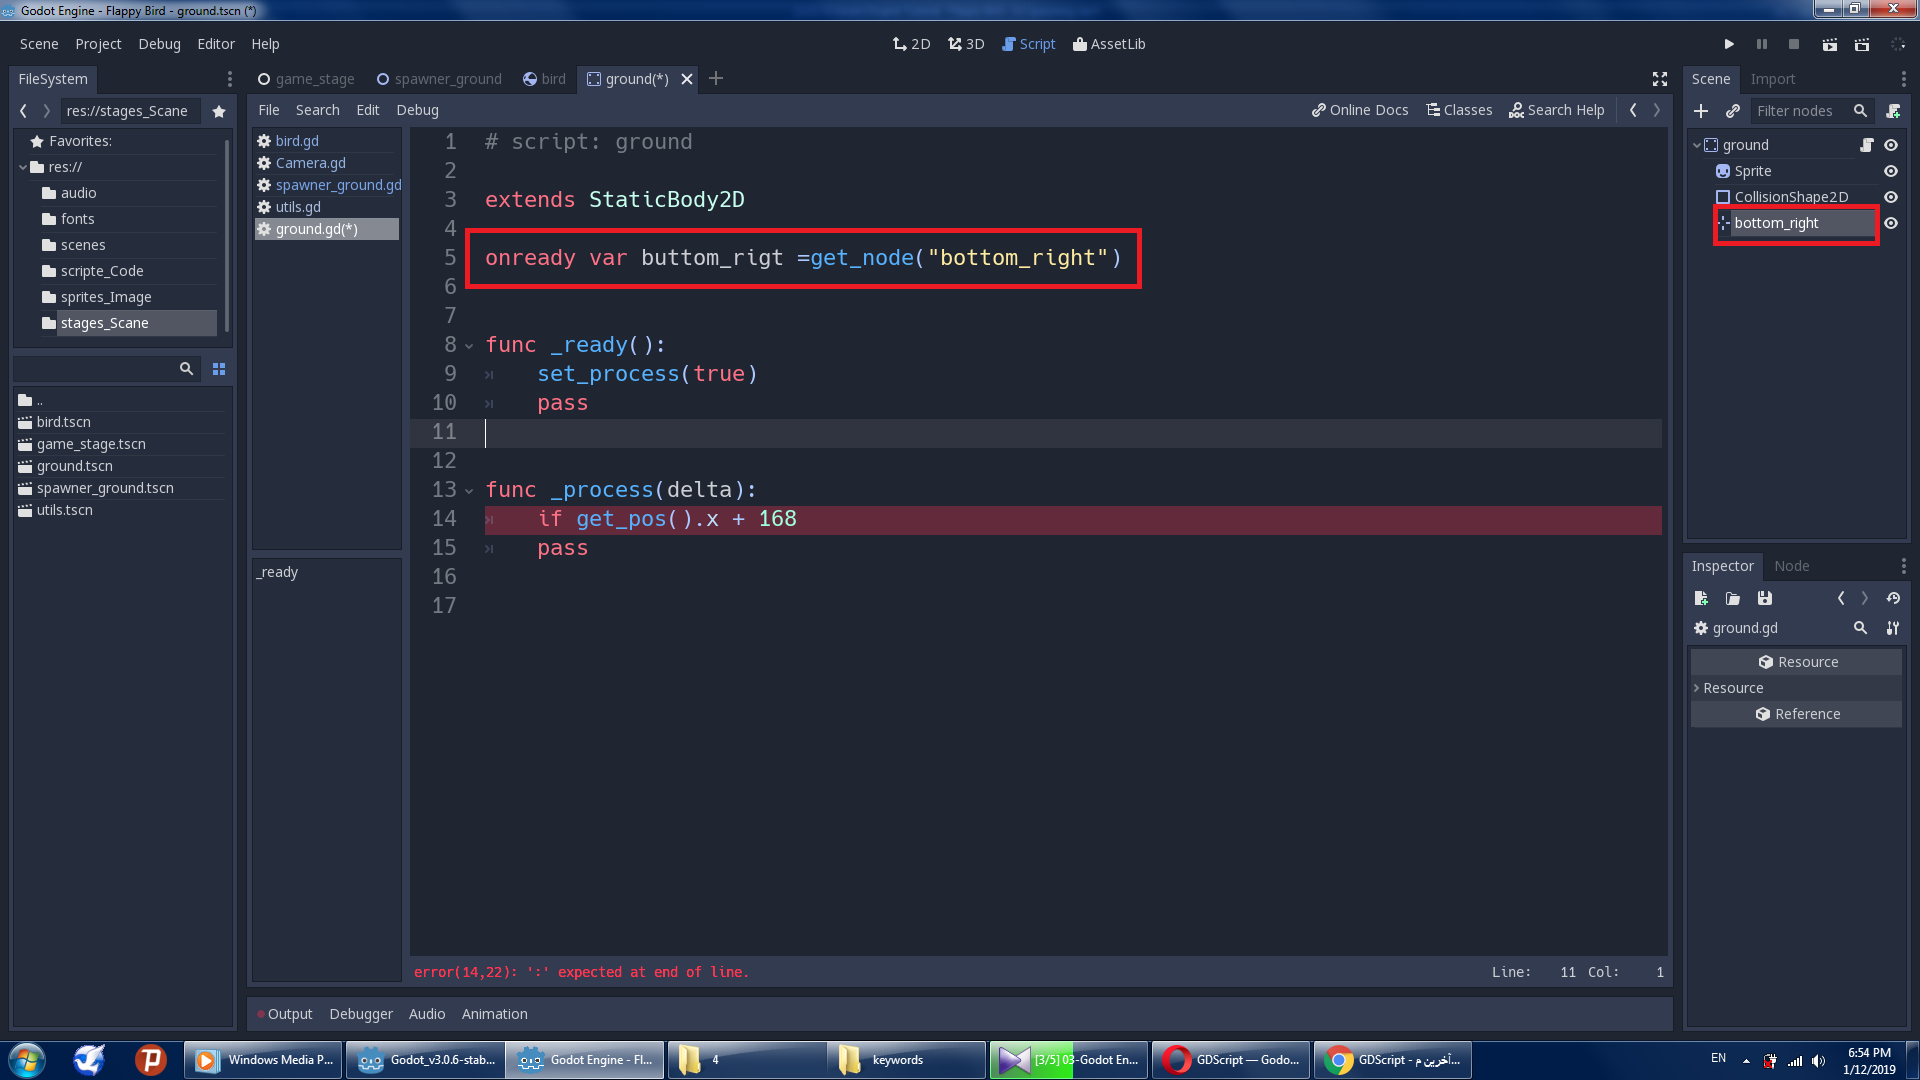 Godot Engine - Flappy Bird - ground.tscn (*)
Scene Project Debug Editor Help
2D 3D Script AssetLib
FileSystem
game_stage spawner_ground bird ground(*)
Scene Import
res://stages_Scane
File Search Edit Debug
Online Docs Classes Search Help
Filter nodes
Favorites:
res://
audio
fonts
scenes
scripte_Code
sprites_Image
stages_Scane
..
bird.tscn
game_stage.tscn
ground.tscn
spawner_ground.tscn
utils.tscn
bird.gd
Camera.gd
spawner_ground.gd
utils.gd
ground.gd(*)
_ready
1 # script: ground
2
3 extends StaticBody2D
4
5 onready var buttom_rigt =get_node("bottom_right")
6
7
8 func _ready():
9 set_process(true)
10 pass
11
12
13 func _process(delta):
14 if get_pos().x + 168
15 pass
16
17
error(14,22): ':' expected at end of line.
Line: 11 Col: 1
Output Debugger Audio Animation
ground
Sprite
CollisionShape2D
bottom_right
Inspector Node
ground.gd
Resource
Resource
Reference
Windows Media P...
Godot_v3.0.6-stab...
Godot Engine - Fl...
4
keywords
[3/5] 03-Godot En...
GDScript — Godo...
GDScript - آخرین م...
EN
6:54 PM
1/12/2019